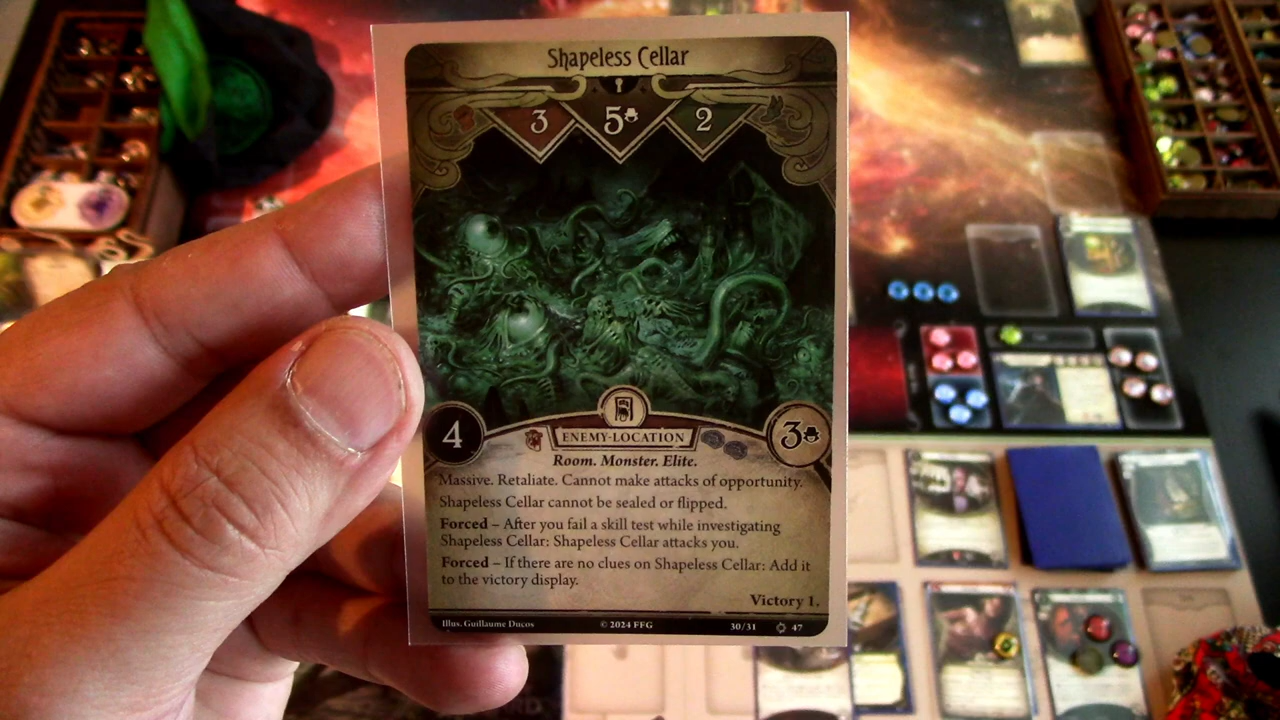 Shapeless Cellar
3 5 2
4 3
ENEMY-LOCATION
Room. Monster. Elite.
Massive. Retaliate. Cannot make attacks of opportunity.
Shapeless Cellar cannot be sealed or flipped.
Forced – After you fail a skill test while investigating
Shapeless Cellar: Shapeless Cellar attacks you.
Forced – If there are no clues on Shapeless Cellar: Add it
to the victory display.
Victory 1.
Illus. Guillaume Ducos © 2024 FFG 30/31 47